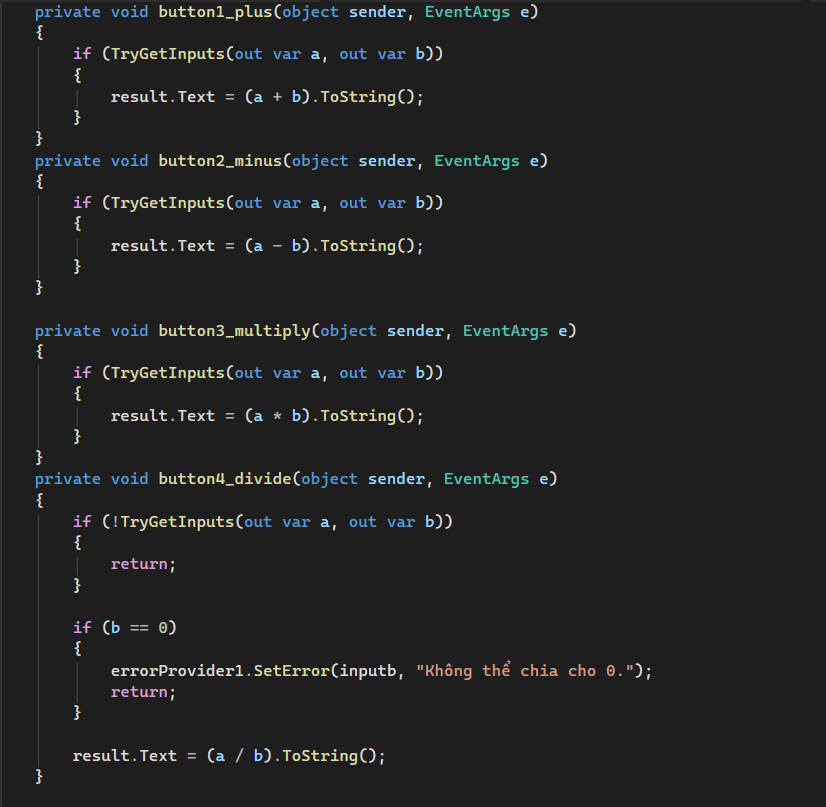 private void button1_plus(object sender, EventArgs e)
{
if (TryGetInputs(out var a, out var b))
{
result.Text = (a + b).ToString();
}
}
private void button2_minus(object sender, EventArgs e)
{
if (TryGetInputs(out var a, out var b))
{
result.Text = (a - b).ToString();
}
}
private void button3_multiply(object sender, EventArgs e)
{
if (TryGetInputs(out var a, out var b))
{
result.Text = (a * b).ToString();
}
}
private void button4_divide(object sender, EventArgs e)
{
if (!TryGetInputs(out var a, out var b))
{
return;
}
if (b == 0)
{
errorProvider1.SetError(inputb, "Không thể chia cho 0.");
return;
}
result.Text = (a / b).ToString();
}